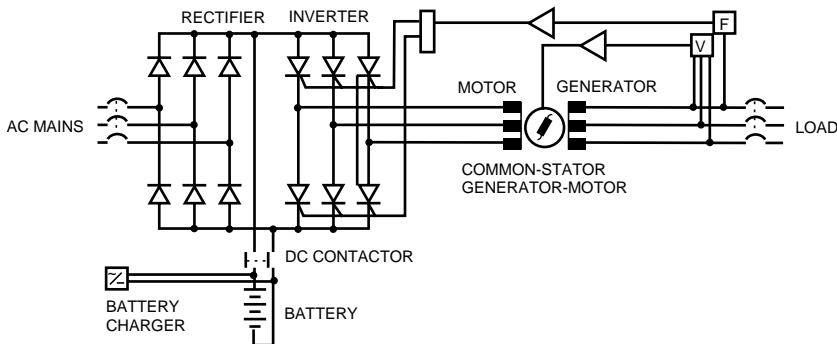 RECTIFIER
INVERTER
F
V
MOTOR
GENERATOR
AC MAINS
LOAD
COMMON-STATOR
GENERATOR-MOTOR
DC CONTACTOR
BATTERY
CHARGER
BATTERY